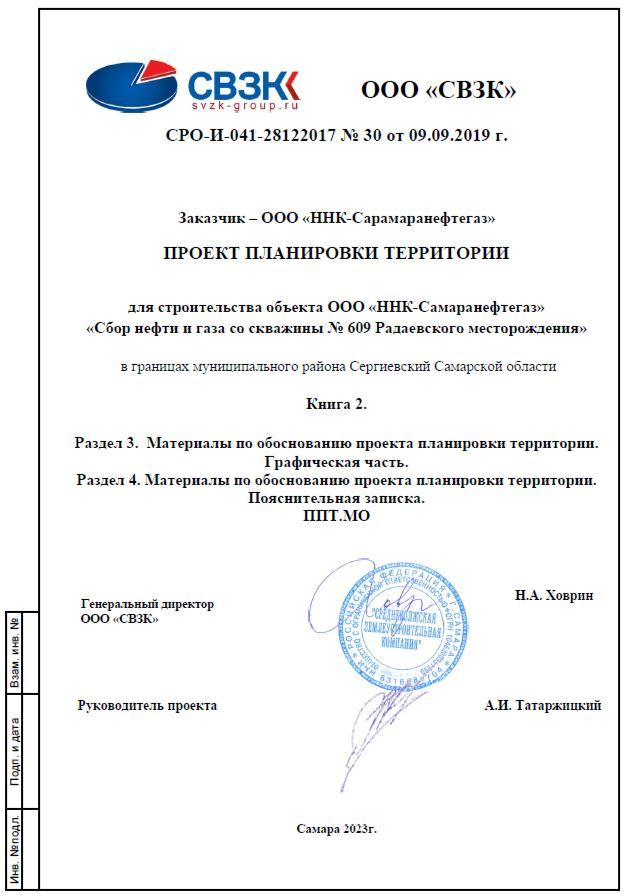 СВЗК
svzk-group.ru
ООО «СВЗК»
СРО-И-041-28122017 № 30 от 09.09.2019 г.
Заказчик – ООО «ННК-Сарамаранефтегаз»
ПРОЕКТ ПЛАНИРОВКИ ТЕРРИТОРИИ
для строительства объекта ООО «ННК-Самаранефтегаз»
«Сбор нефти и газа со скважины № 609 Радаевского месторождения»
в границах муниципального района Сергиевский Самарской области
Книга 2.
Раздел 3. Материалы по обоснованию проекта планировки территории.
Графическая часть.
Раздел 4. Материалы по обоснованию проекта планировки территории.
Пояснительная записка.
ППТ.МО
Генеральный директор
ООО «СВЗК»
Н.А. Ховрин
РОССИЙСКАЯ ФЕДЕРАЦИЯ * Г. САМАРА
ОБЩЕСТВО С ОГРАНИЧЕННОЙ ОТВЕТСТВЕННОСТЬЮ
"СРЕДНЕВОЛЖСКАЯ
ЗЕМЛЕУСТРОИТЕЛЬНАЯ
КОМПАНИЯ"
Руководитель проекта
А.И. Татаржицкий
Самара 2023г.
Взам. инв. №
Подп. и дата
Инв. №подл.